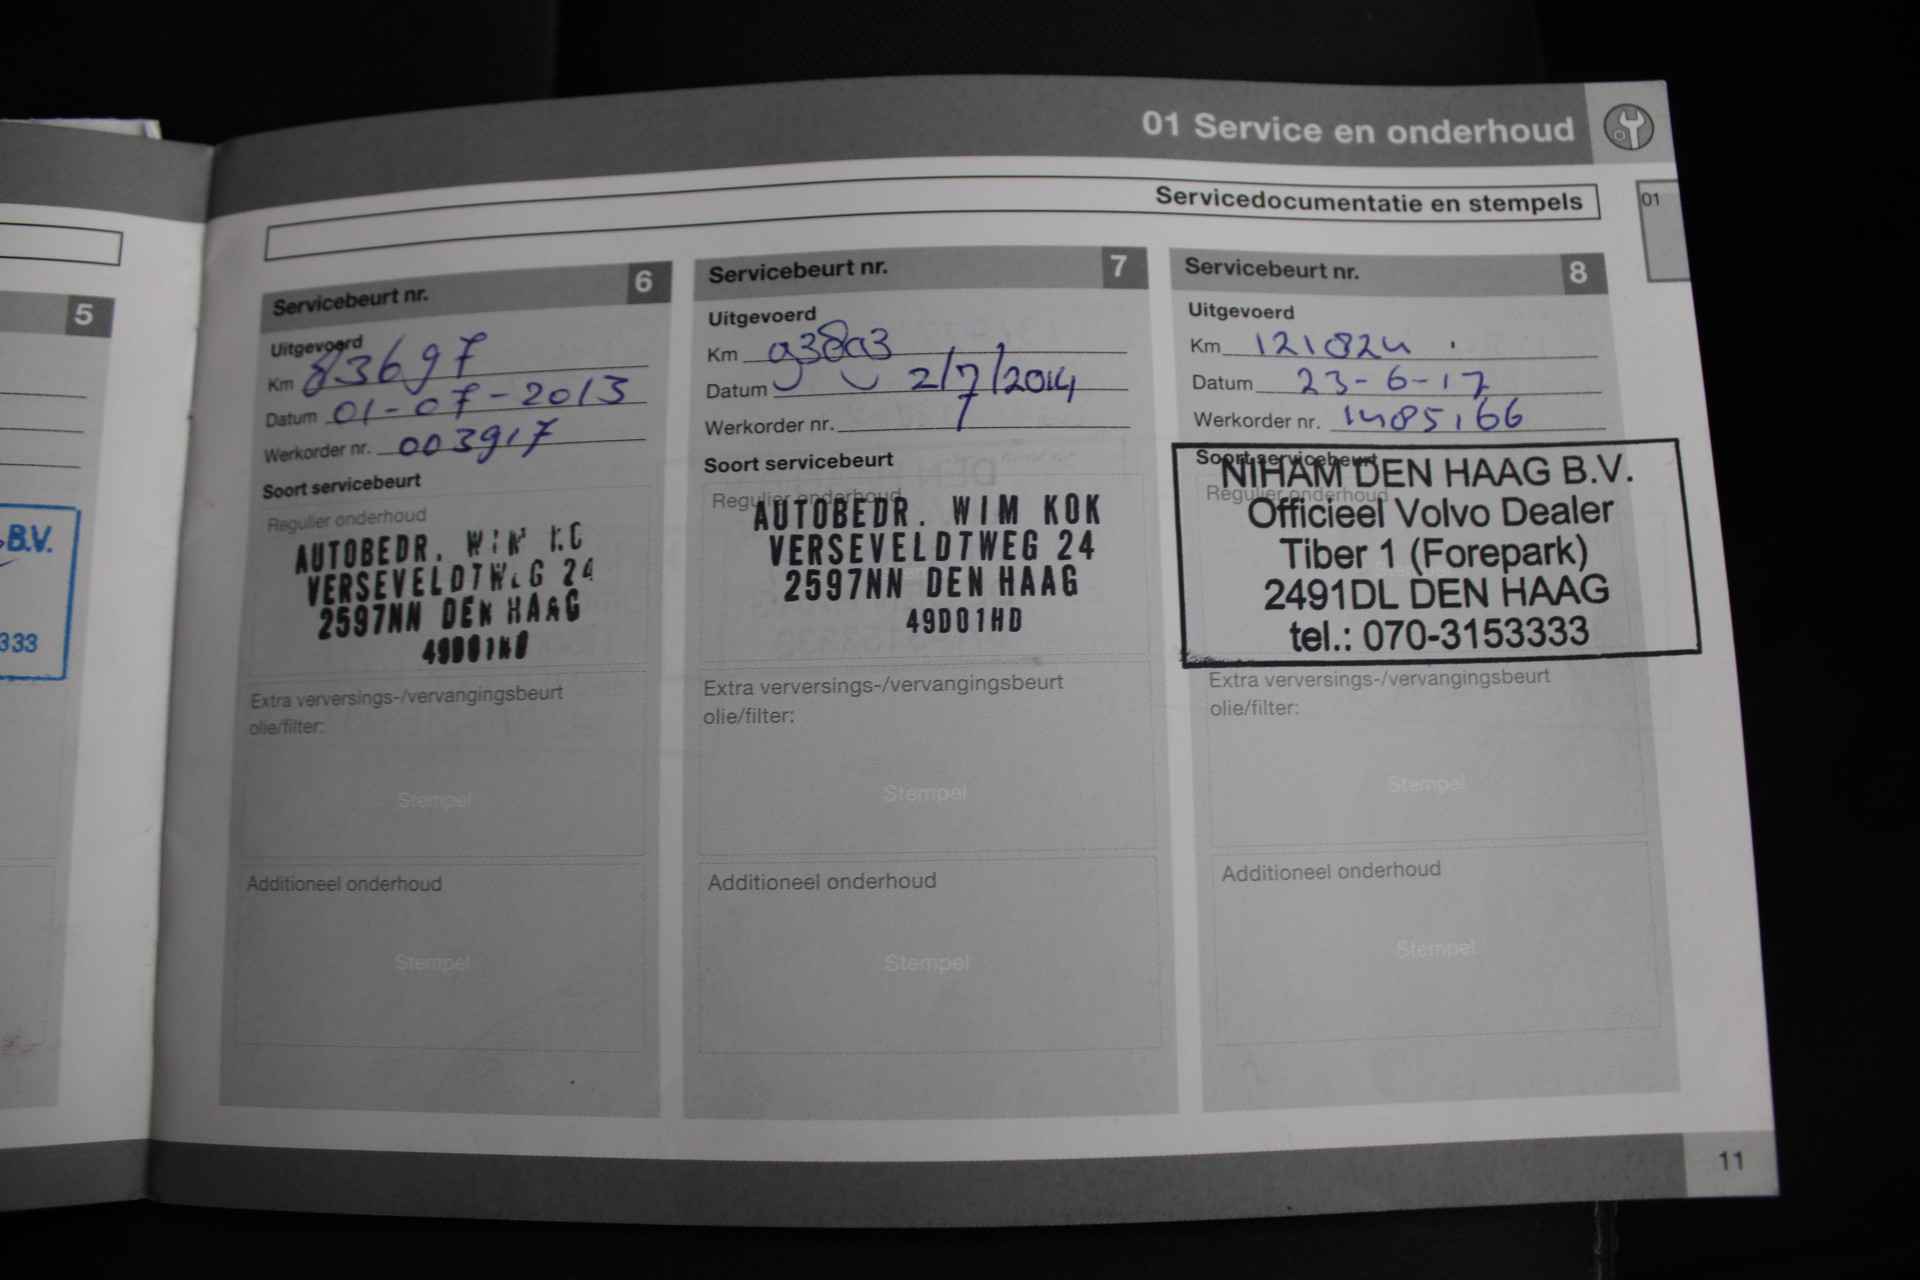 01 Service en onderhoud
Servicedocumentatie en stempels
01
5
B.V.
333
Servicebeurt nr. 6
Uitgevoerd
Km 83697
Datum 01-07-2013
Werkorder nr. 003917
Soort servicebeurt
Regulier onderhoud
AUTOBEDR. WIM KO
VERSEVELDTWEG 24
2597NN DEN HAAG
49D01HD
Extra verversings-/vervangingsbeurt
olie/filter:
Stempel
Additioneel onderhoud
Stempel
Servicebeurt nr. 7
Uitgevoerd
Km 93893
Datum 2/7/2014
Werkorder nr.
Soort servicebeurt
Regulier onderhoud
AUTOBEDR. WIM KOK
VERSEVELDTWEG 24
2597NN DEN HAAG
49D01HD
Extra verversings-/vervangingsbeurt
olie/filter:
Stempel
Additioneel onderhoud
Stempel
Servicebeurt nr. 8
Uitgevoerd
Km 121824
Datum 23-6-17
Werkorder nr. 1485166
Soort servicebeurt
Regulier onderhoud
NIHAM DEN HAAG B.V.
Officieel Volvo Dealer
Tiber 1 (Forepark)
2491DL DEN HAAG
tel.: 070-3153333
Extra verversings-/vervangingsbeurt
olie/filter:
Stempel
Additioneel onderhoud
Stempel
11